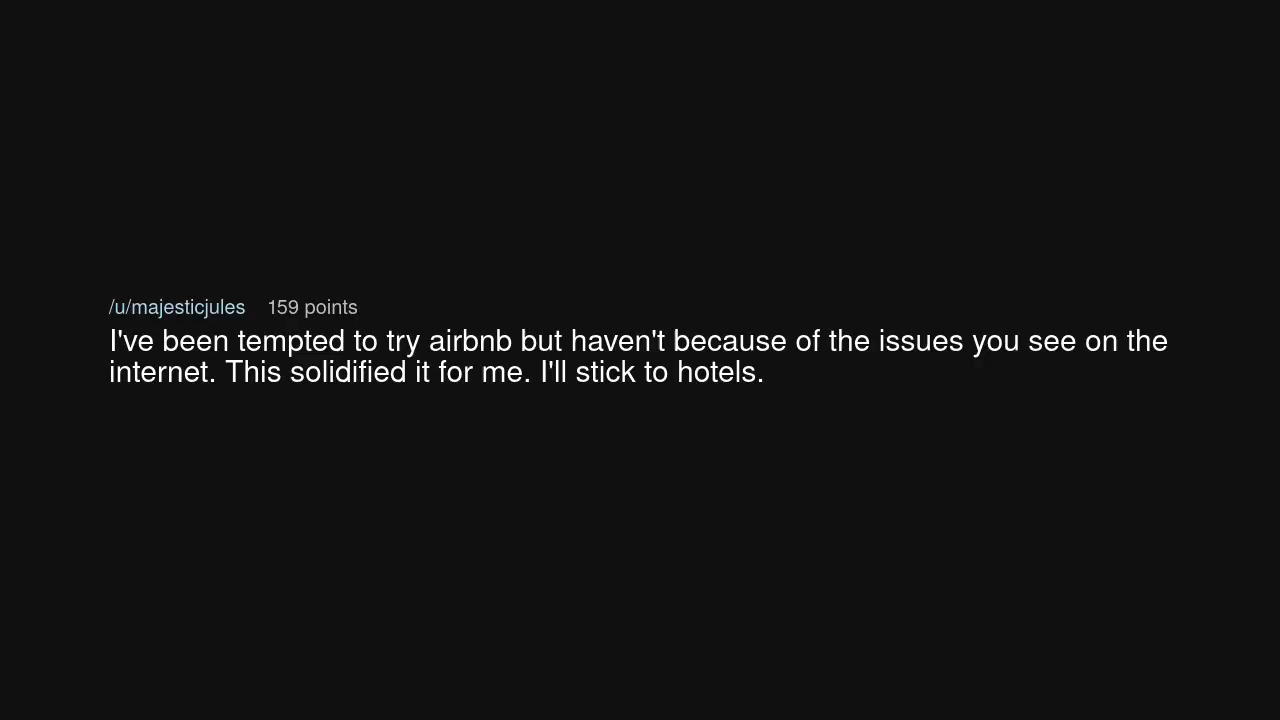 /u/majesticjules 159 points
I've been tempted to try airbnb but haven't because of the issues you see on the
internet. This solidified it for me. I'll stick to hotels.